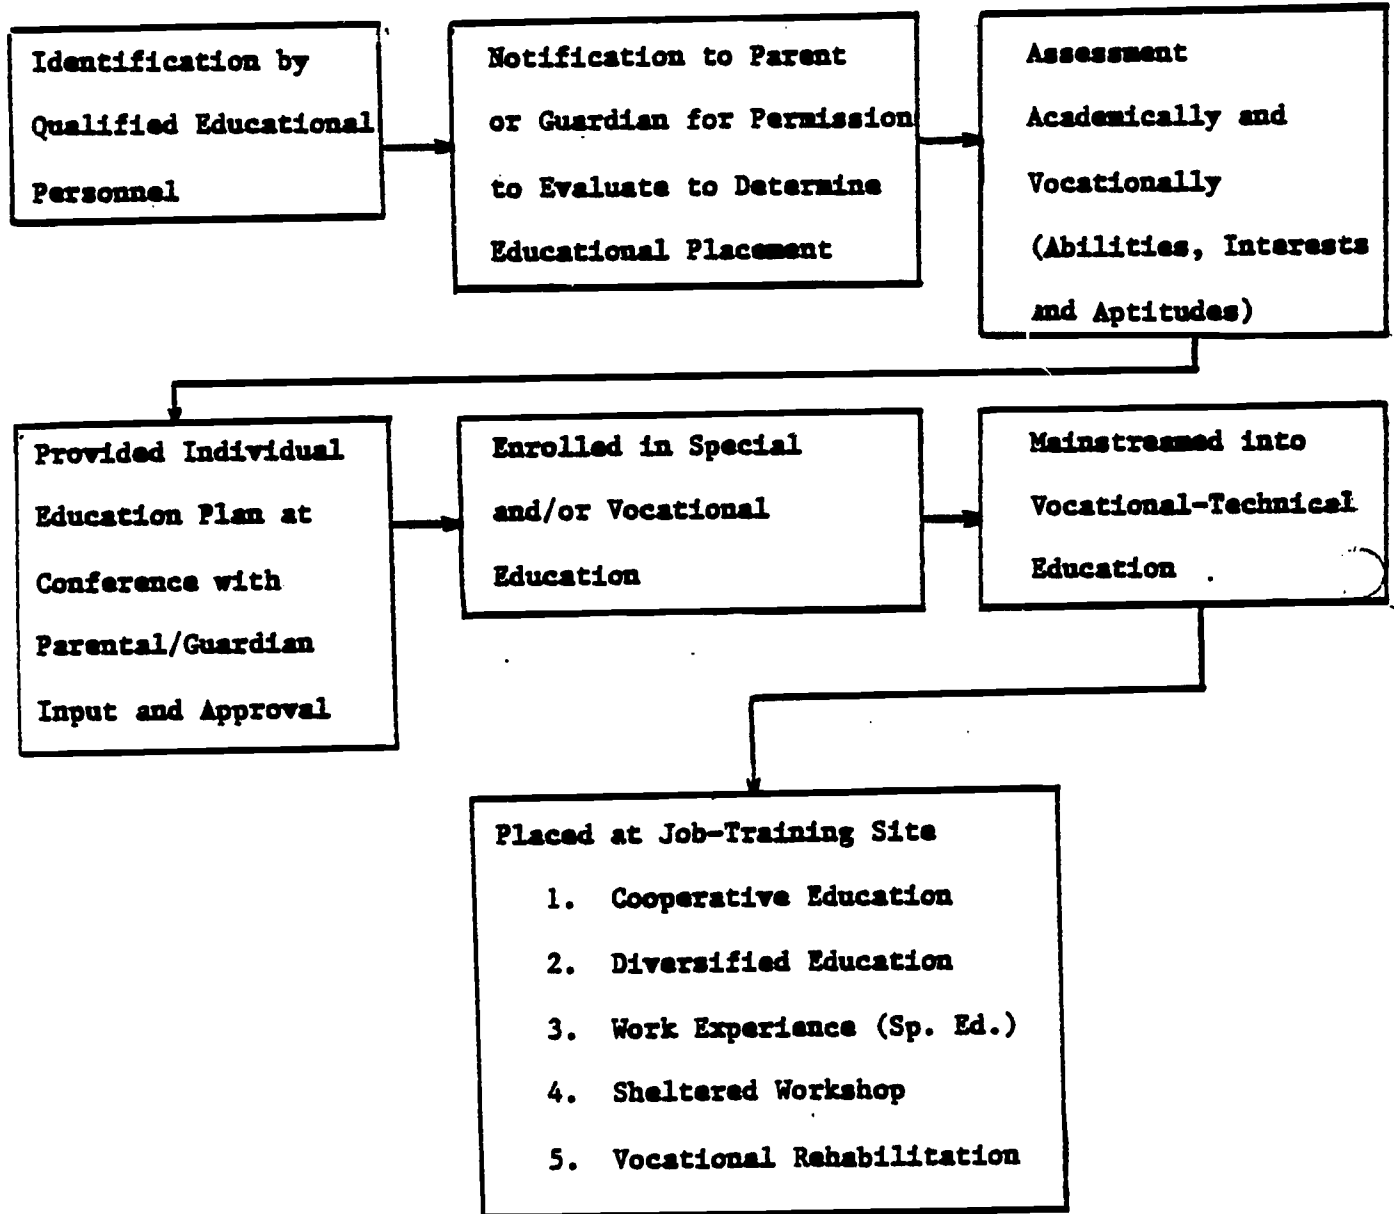 Identification by
Qualified Educational
Personnel
Notification to Parent
or Guardian for Permission
to Evaluate to Determine
Educational Placement
Assessment
Academically and
Vocationally
(Abilities, Interests
and Aptitudes)
Provided Individual
Education Plan at
Conference with
Parental/Guardian
Input and Approval
Enrolled in Special
and/or Vocational
Education
Mainstreamed into
Vocational-Technical
Education
Placed at Job-Training Site
1. Cooperative Education
2. Diversified Education
3. Work Experience (Sp. Ed.)
4. Sheltered Workshop
5. Vocational Rehabilitation